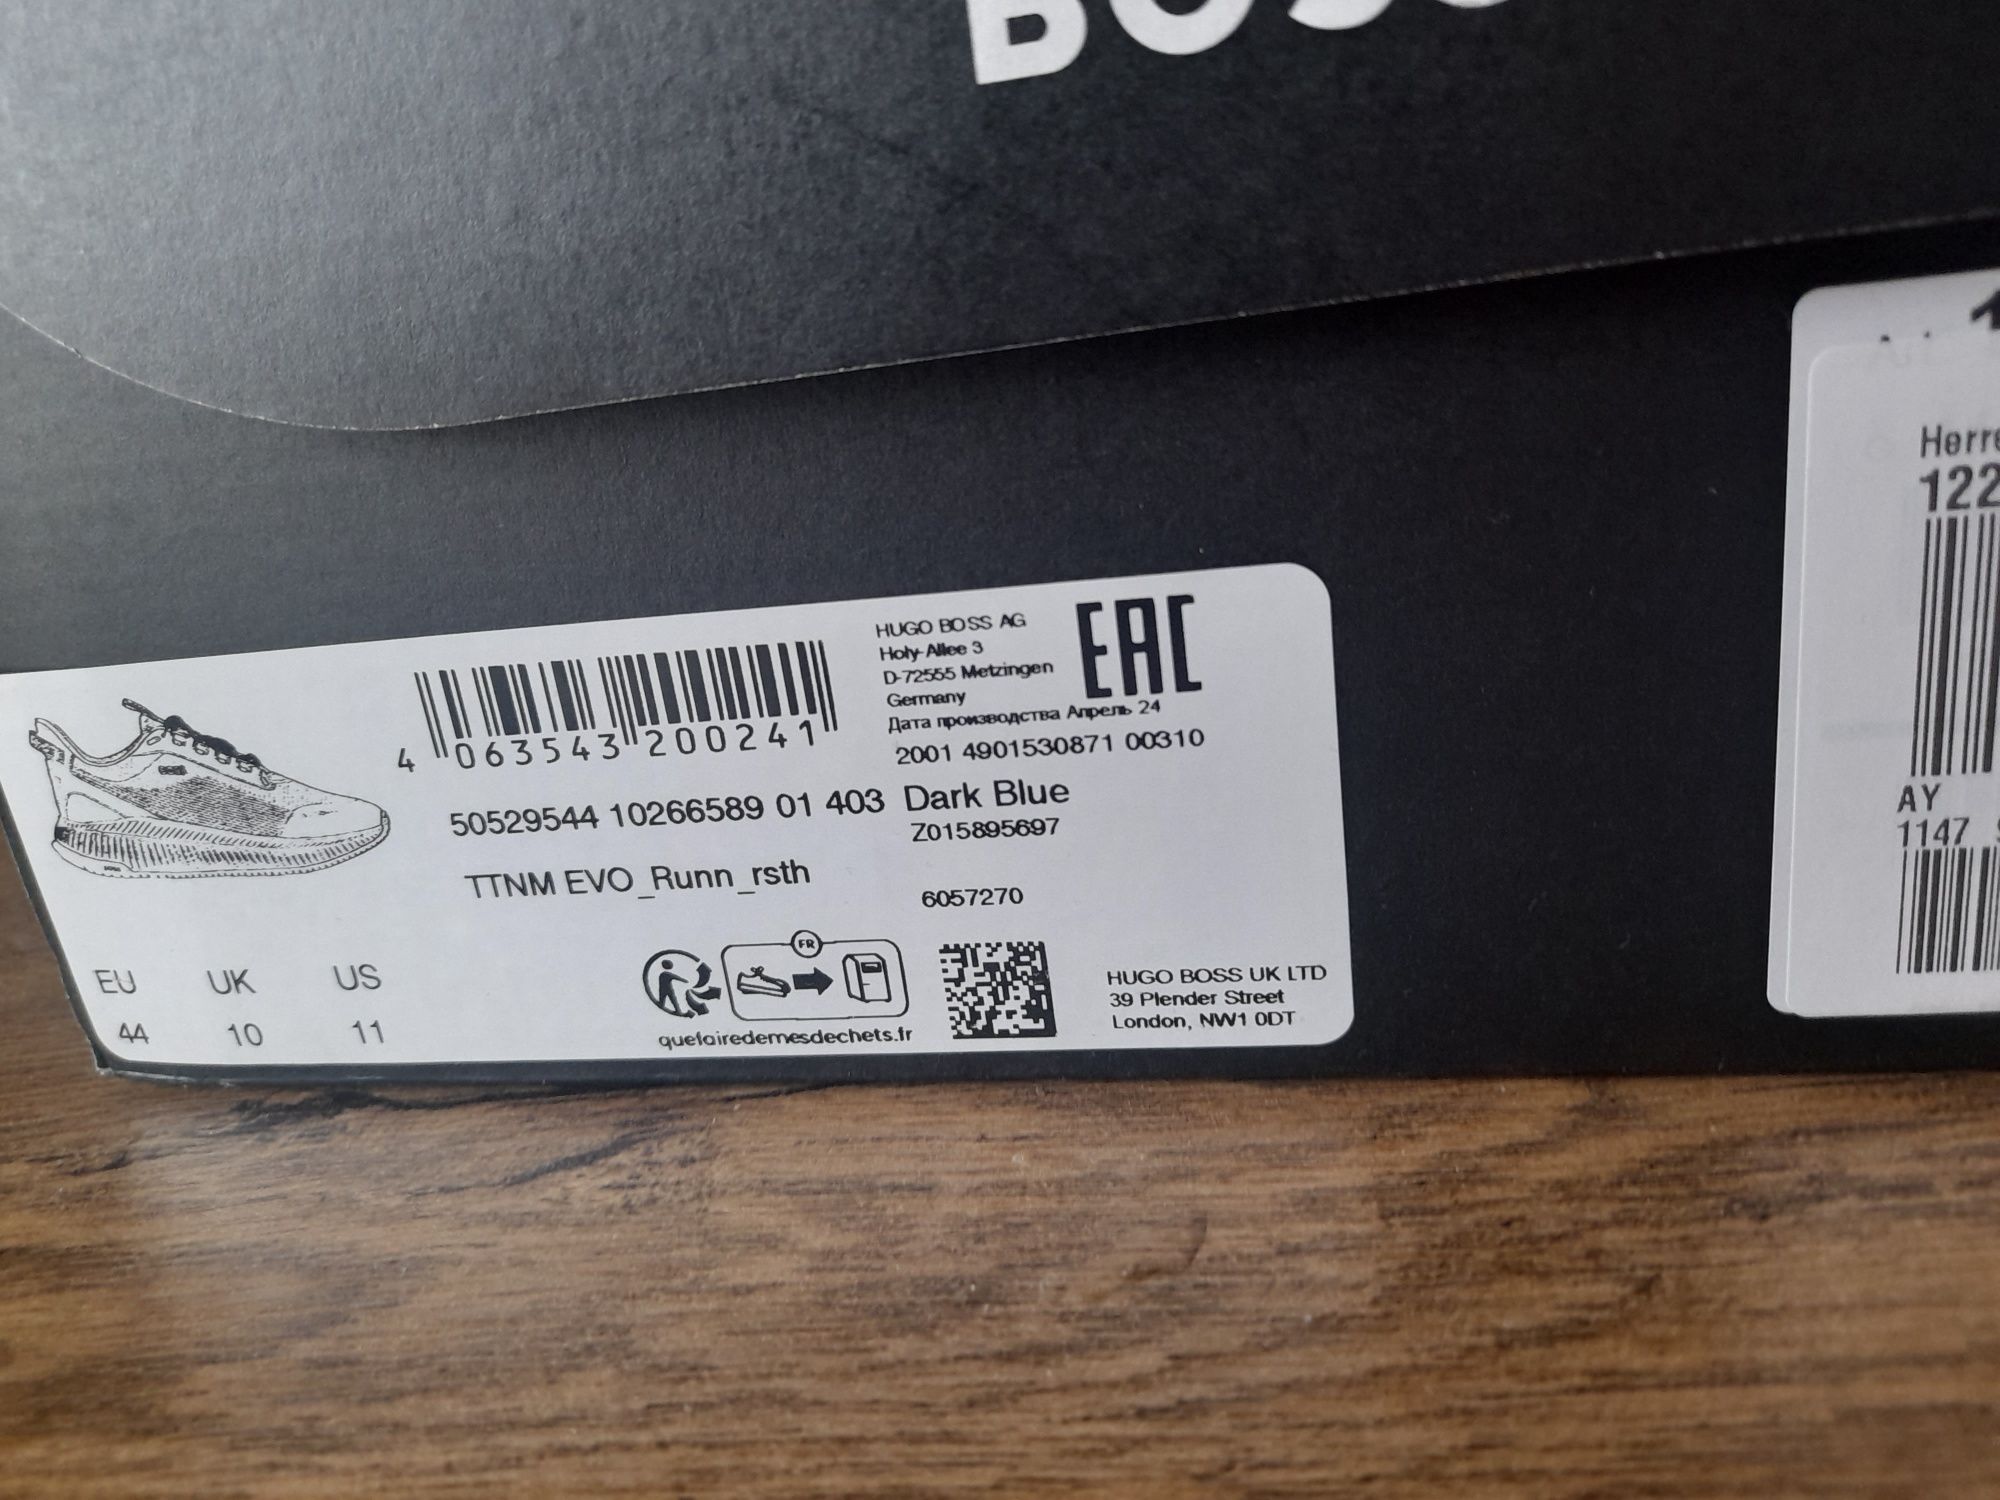 BOSS
HUGO BOSS AG
Holy-Allee 3
D-72555 Metzingen
Germany
Дата производства Апрель 24
EAC
4 063543 200241
2001 4901530871 00310
50529544 10266589 01 403 Dark Blue
Z015895697
TTNM EVO_Runn_rsth
6057270
EU UK US
44 10 11
FR
quefairedemesdechets.fr
HUGO BOSS UK LTD
39 Plender Street
London, NW1 0DT
Herre
122
AY
1147